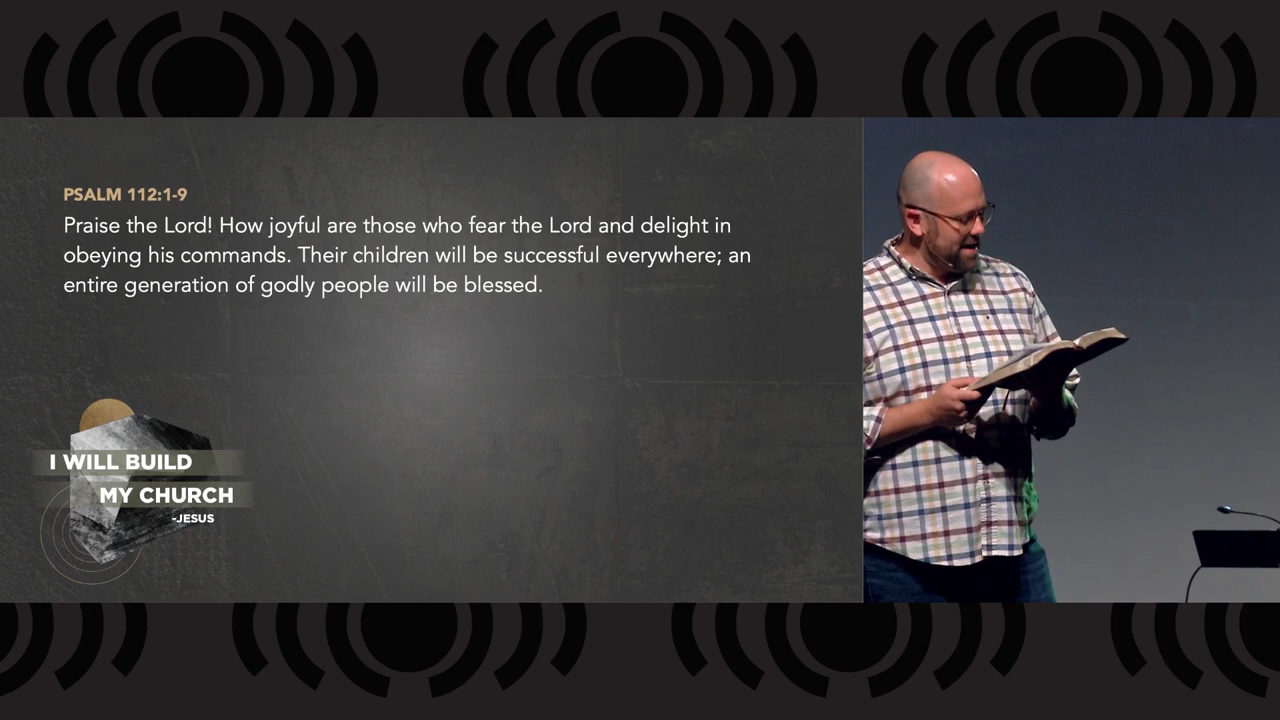 PSALM 112:1-9
Praise the Lord! How joyful are those who fear the Lord and delight in
obeying his commands. Their children will be successful everywhere; an
entire generation of godly people will be blessed.
I WILL BUILD
MY CHURCH
-JESUS